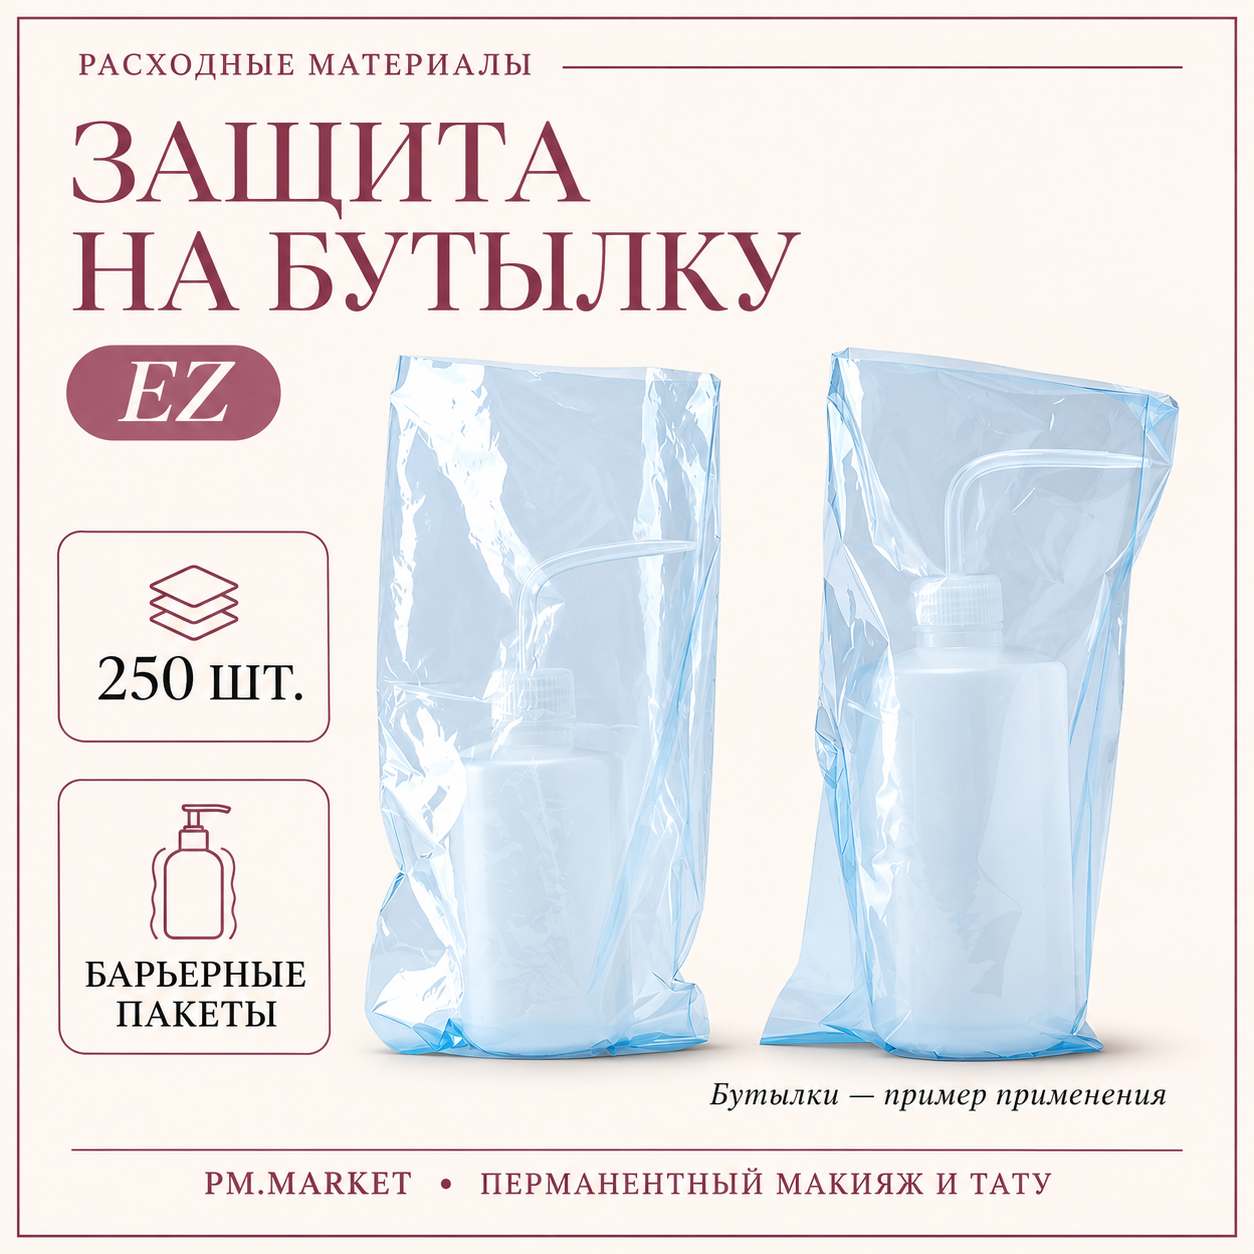 РАСХОДНЫЕ МАТЕРИАЛЫ
ЗАЩИТА
НА БУТЫЛКУ
EZ
250 шт.
БАРЬЕРНЫЕ
ПАКЕТЫ
Бутылки — пример применения
PM.MARKET • ПЕРМАНЕНТНЫЙ МАКИЯЖ И ТАТУ